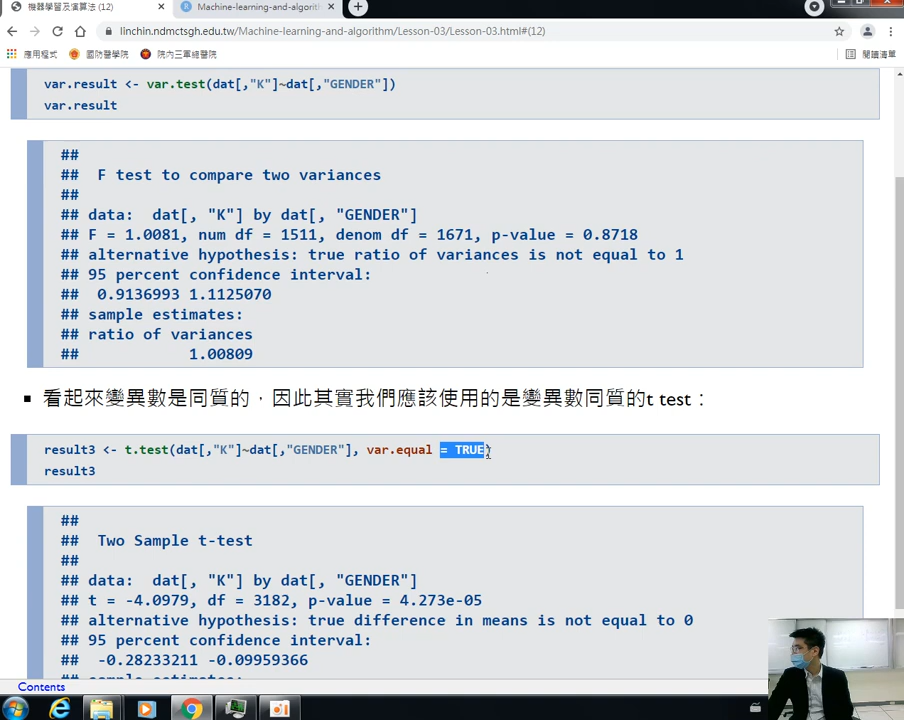 機器學習及演算法 (12)
Machine-learning-and-algorith
linchin.ndmctsgh.edu.tw/Machine-learning-and-algorithm/Lesson-03/Lesson-03.html#(12)
應用程式 國防醫學院 院內三軍總醫院 閱讀清單
var.result <- var.test(dat[,"K"]~dat[,"GENDER"])
var.result
##
## F test to compare two variances
##
## data: dat[, "K"] by dat[, "GENDER"]
## F = 1.0081, num df = 1511, denom df = 1671, p-value = 0.8718
## alternative hypothesis: true ratio of variances is not equal to 1
## 95 percent confidence interval:
## 0.9136993 1.1125070
## sample estimates:
## ratio of variances
## 1.00809
▪ 看起來變異數是同質的，因此其實我們應該使用的是變異數同質的t test：
result3 <- t.test(dat[,"K"]~dat[,"GENDER"], var.equal = TRUE)
result3
##
## Two Sample t-test
##
## data: dat[, "K"] by dat[, "GENDER"]
## t = -4.0979, df = 3182, p-value = 4.273e-05
## alternative hypothesis: true difference in means is not equal to 0
## 95 percent confidence interval:
## -0.28233211 -0.09959366
## sample estimates:
Contents